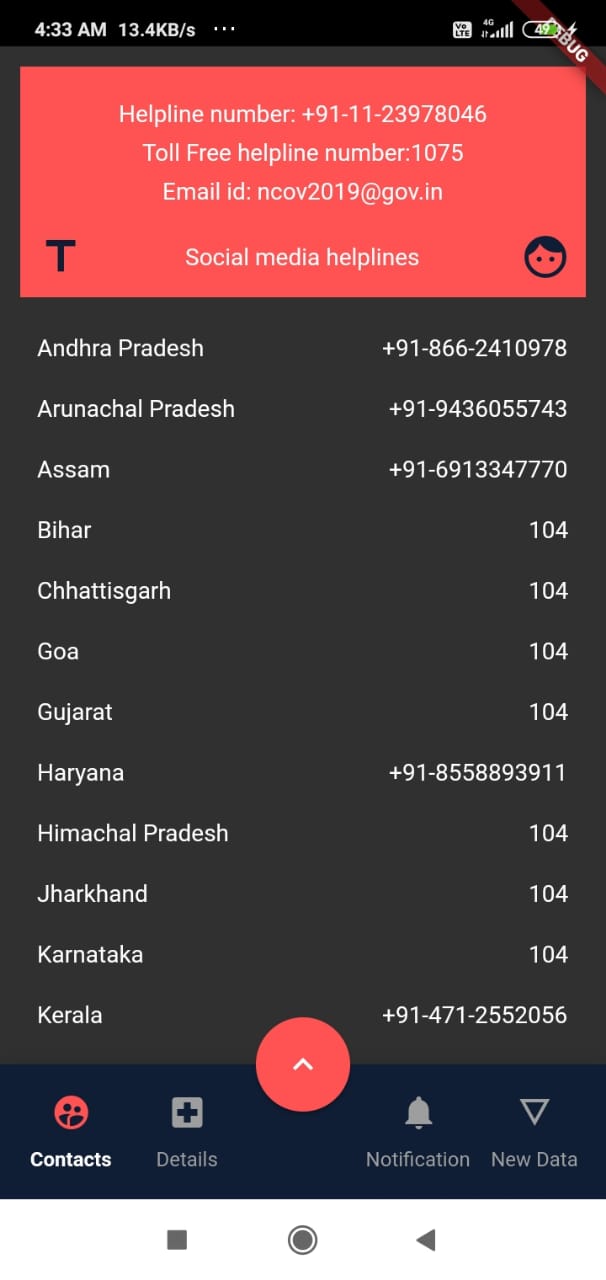 4:33 AM 13.4KB/s ...
Vo LTE 4G 49
DEBUG
Helpline number: +91-11-23978046
Toll Free helpline number:1075
Email id: ncov2019@gov.in
T Social media helplines
Andhra Pradesh +91-866-2410978
Arunachal Pradesh +91-9436055743
Assam +91-6913347770
Bihar 104
Chhattisgarh 104
Goa 104
Gujarat 104
Haryana +91-8558893911
Himachal Pradesh 104
Jharkhand 104
Karnataka 104
Kerala +91-471-2552056
Contacts Details Notification New Data